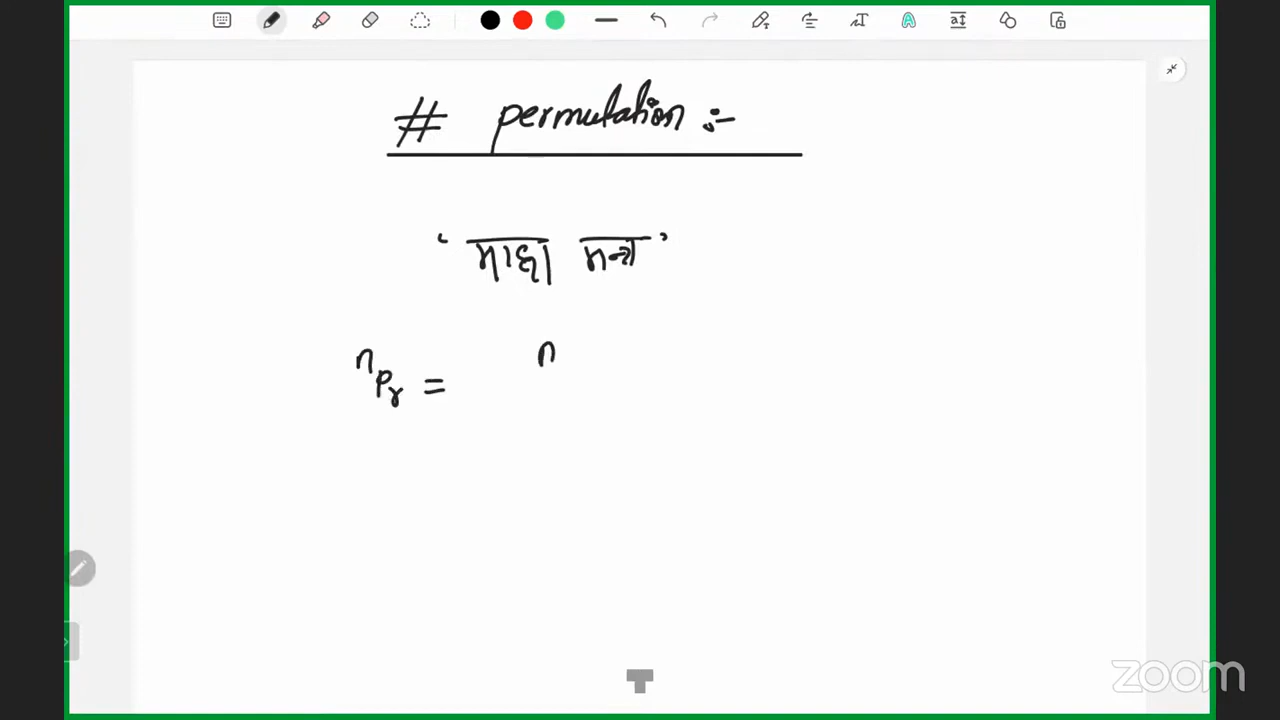 # permutation :-
ⁿPᵣ = n
zoom